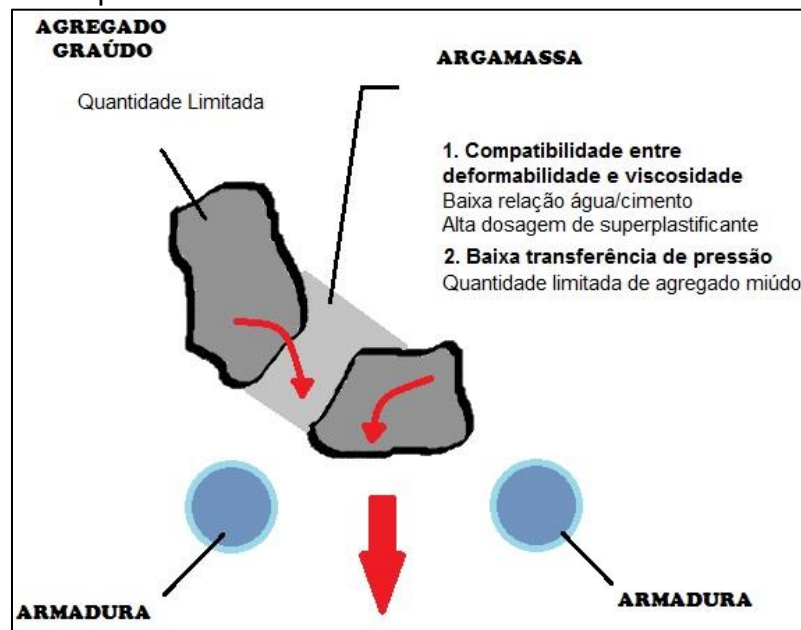 AGREGADO
GRAÚDO
Quantidade Limitada
ARGAMASSA
1. Compatibilidade entre
deformabilidade e viscosidade
Baixa relação água/cimento
Alta dosagem de superplastificante
2. Baixa transferência de pressão
Quantidade limitada de agregado miúdo
ARMADURA
ARMADURA